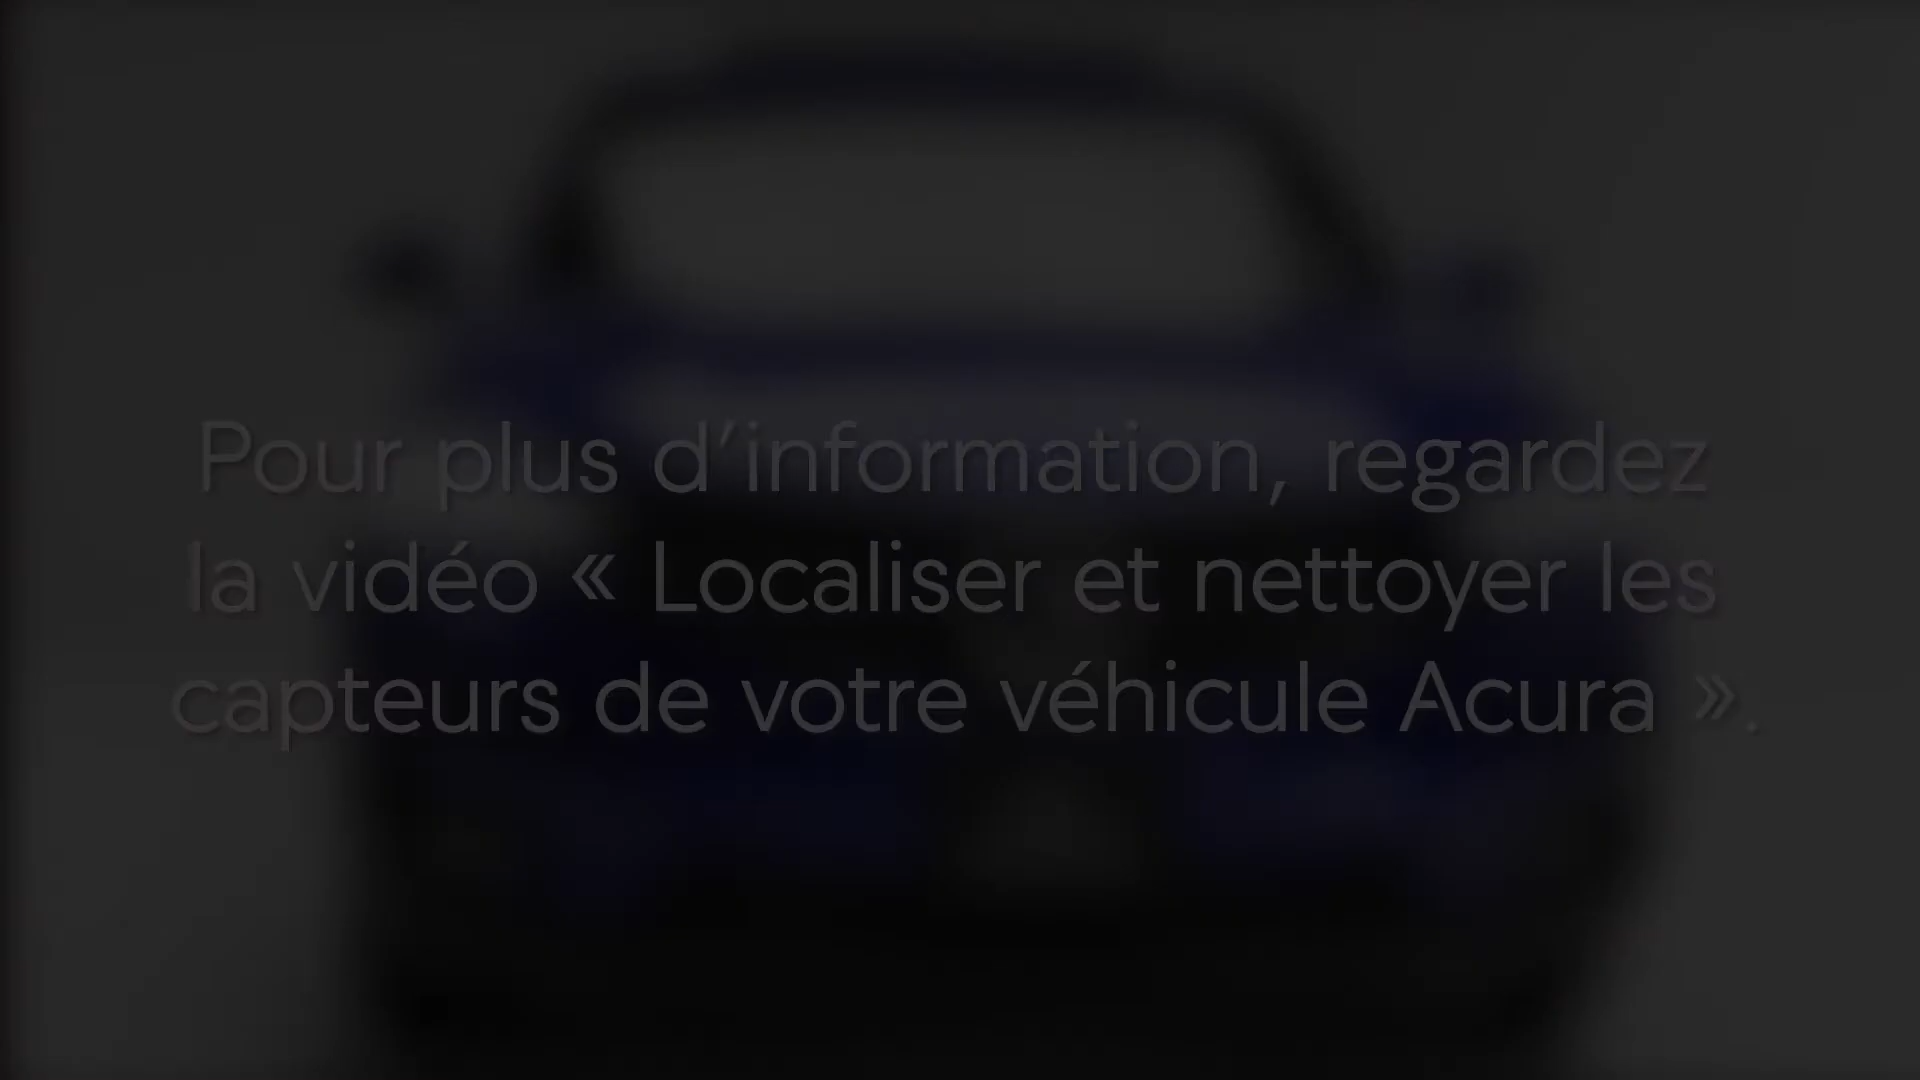 Pour plus d’information, regardez
la vidéo « Localiser et nettoyer les
capteurs de votre véhicule Acura ».